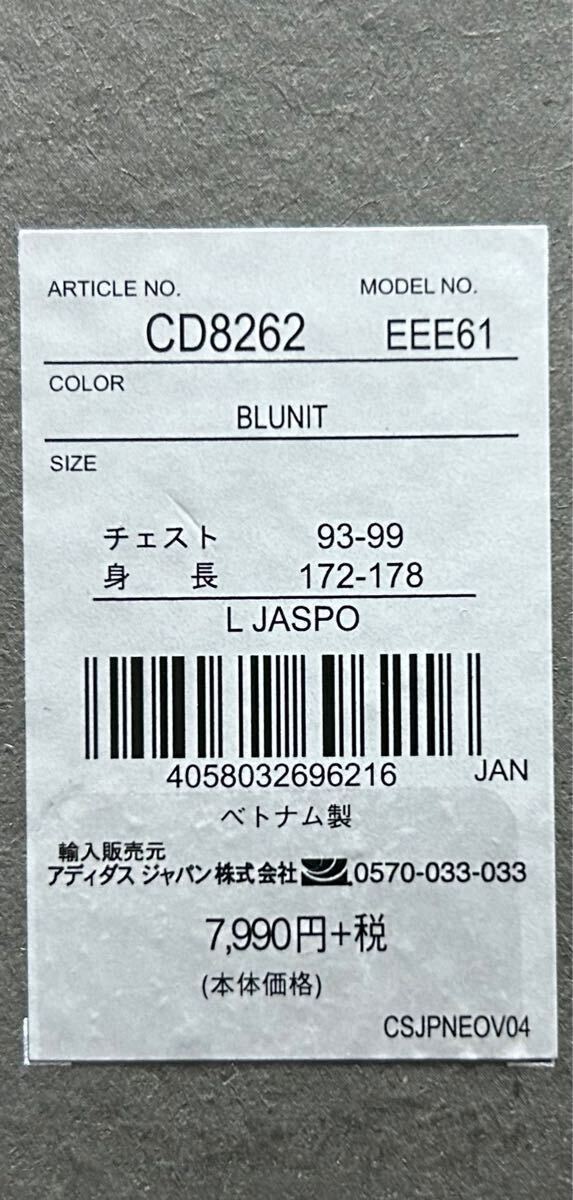 ARTICLE NO. MODEL NO.
CD8262 EEE61
COLOR
BLUNIT
SIZE
チェスト 93-99
身 長 172-178
L JASPO
4058032696216 JAN
ベトナム製
輸入販売元
アディダス ジャパン株式会社 0570-033-033
7,990円+税
(本体価格)
CSJPNEOV04